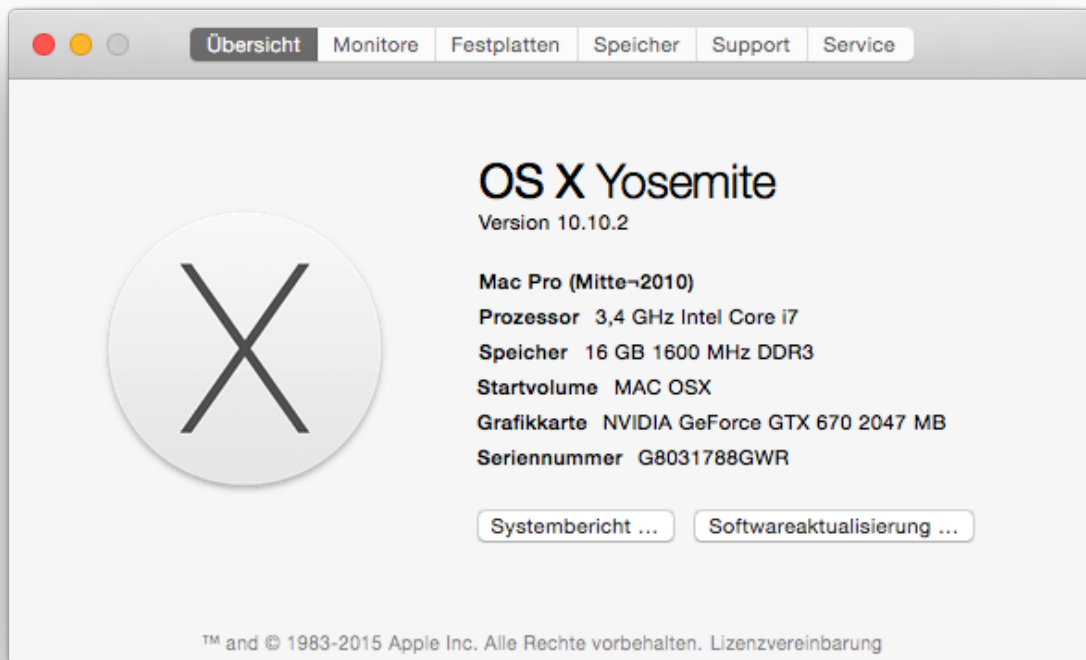 Übersicht Monitore Festplatten Speicher Support Service
OS X Yosemite
Version 10.10.2
Mac Pro (Mitte¬2010)
Prozessor 3,4 GHz Intel Core i7
Speicher 16 GB 1600 MHz DDR3
Startvolume MAC OSX
Grafikkarte NVIDIA GeForce GTX 670 2047 MB
Seriennummer G8031788GWR
Systembericht ... Softwareaktualisierung ...
™ and © 1983-2015 Apple Inc. Alle Rechte vorbehalten. Lizenzvereinbarung